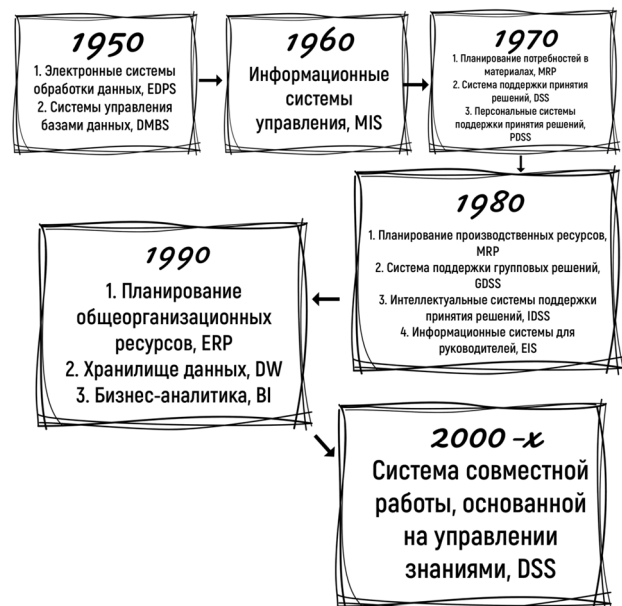 1950
1. Электронные системы
обработки данных, EDPS
2. Системы управления
базами данных, DMBS
1960
Информационные
системы
управления, MIS
1970
1. Планирование потребностей в
материалах, MRP
2. Система поддержки принятия
решений, DSS
3. Персональные системы
поддержки принятия решений,
PDSS
1980
1. Планирование производственных ресурсов,
MRP
2. Система поддержки групповых решений,
GDSS
3. Интеллектуальные системы поддержки
принятия решений, IDSS
4. Информационные системы для
руководителей, EIS
1990
1. Планирование
общеорганизационных
ресурсов, ERP
2. Хранилище данных, DW
3. Бизнес-аналитика, BI
2000-х
Система совместной
работы, основанной
на управлении
знаниями, DSS